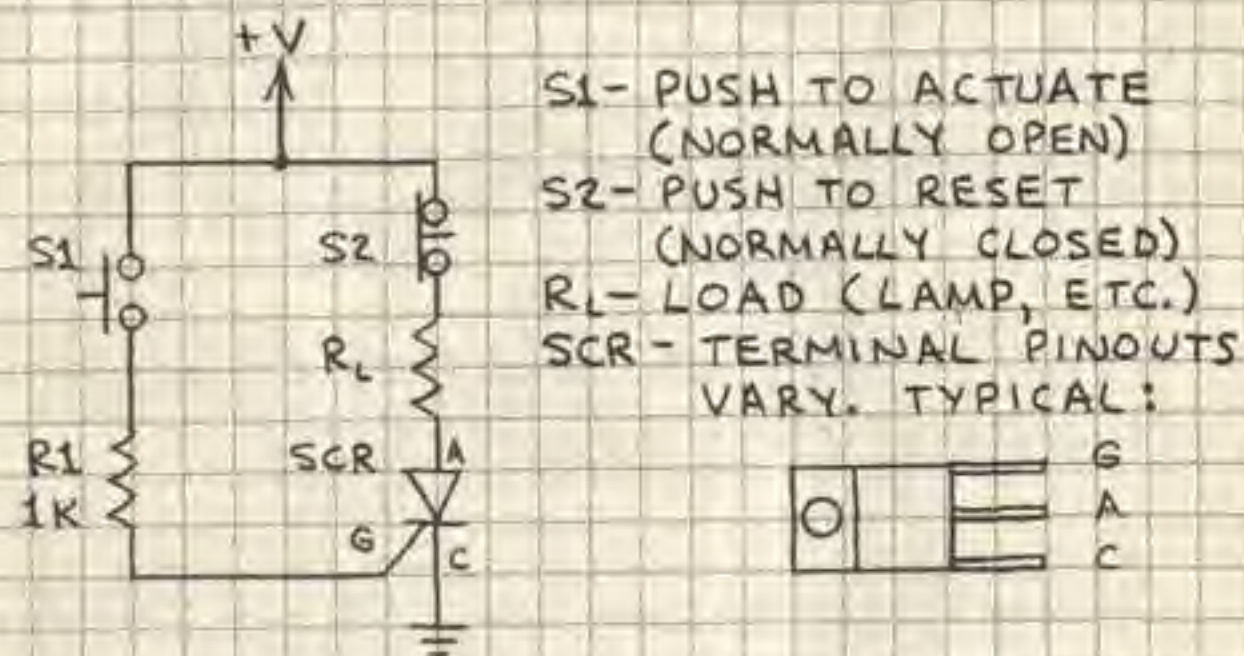 +V
S1- PUSH TO ACTUATE
(NORMALLY OPEN)
S2- PUSH TO RESET
(NORMALLY CLOSED)
RL- LOAD (LAMP, ETC.)
SCR - TERMINAL PINOUTS
VARY. TYPICAL:
S1
S2
RL
R1
1K
SCR
A
G
C
G
A
C